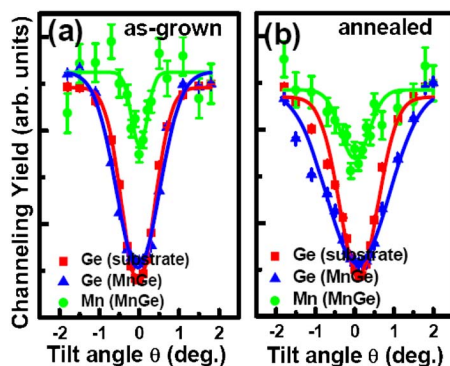 (a) as-grown
(b) annealed
Channeling Yield (arb. units)
Ge (substrate)
Ge (MnGe)
Mn (MnGe)
Ge (substrate)
Ge (MnGe)
Mn (MnGe)
-2 -1 0 1 2
-2 -1 0 1 2
Tilt angle θ (deg.)
Tilt angle θ (deg.)